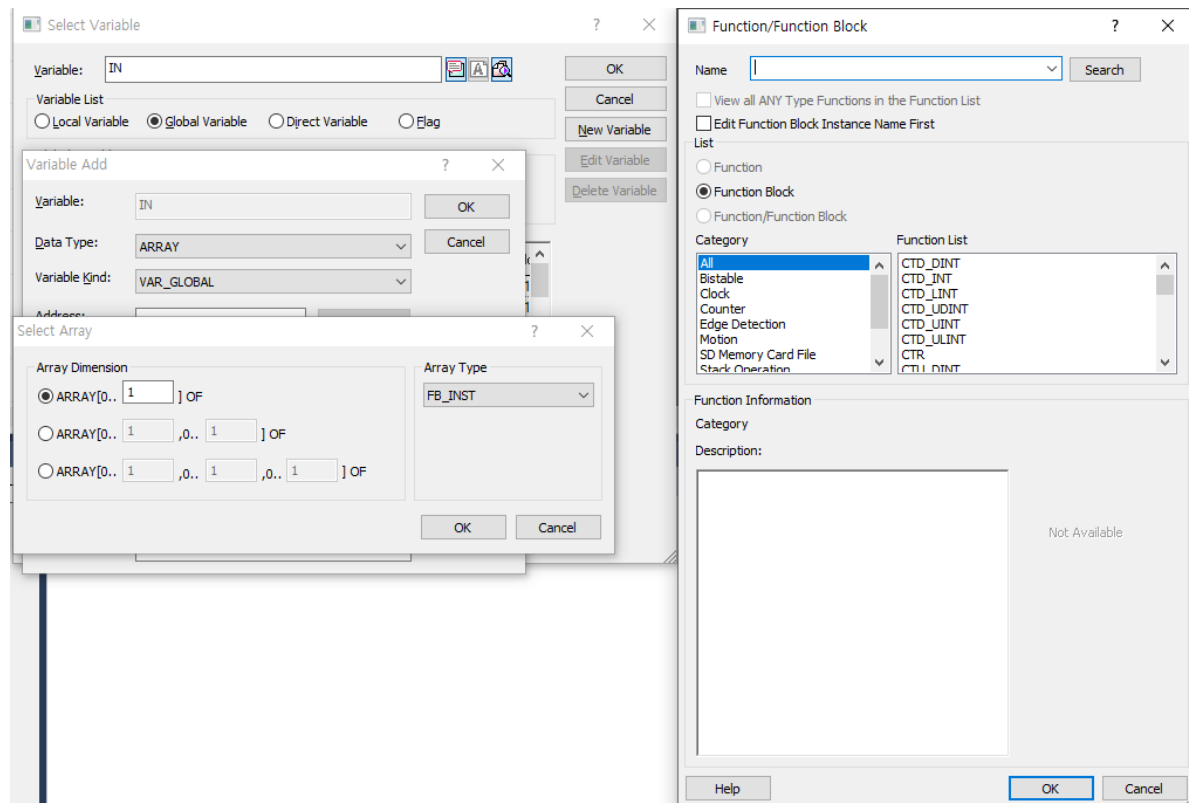 Select Variable
Variable: IN
OK
Variable List
Local Variable Global Variable Direct Variable Flag
Cancel
New Variable
Edit Variable
Delete Variable
Variable Add
Variable: IN
OK
Data Type: ARRAY
Cancel
Variable Kind: VAR_GLOBAL
Address:
Select Array
Array Dimension
ARRAY[0.. 1 ] OF
ARRAY[0.. 1 ,0.. 1 ] OF
ARRAY[0.. 1 ,0.. 1 ,0.. 1 ] OF
Array Type
FB_INST
OK Cancel
Function/Function Block
Name Search
View all ANY Type Functions in the Function List
Edit Function Block Instance Name First
List
Function
Function Block
Function/Function Block
Category
All
Bistable
Clock
Counter
Edge Detection
Motion
SD Memory Card File
Stack Operation
Function List
CTD_DINT
CTD_INT
CTD_LINT
CTD_UDINT
CTD_UINT
CTD_ULINT
CTR
CTU_DINT
Function Information
Category
Description:
Not Available
Help OK Cancel